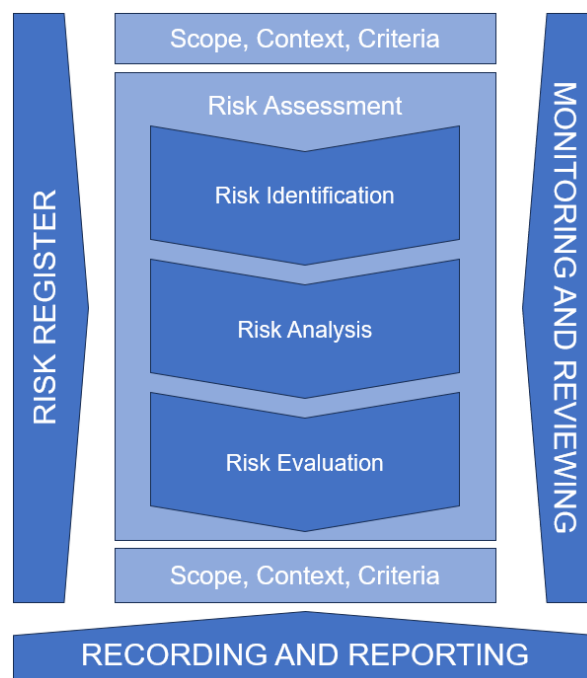 Scope, Context, Criteria
Risk Assessment
Risk Identification
Risk Analysis
Risk Evaluation
Scope, Context, Criteria
RISK REGISTER
MONITORING AND REVIEWING
RECORDING AND REPORTING